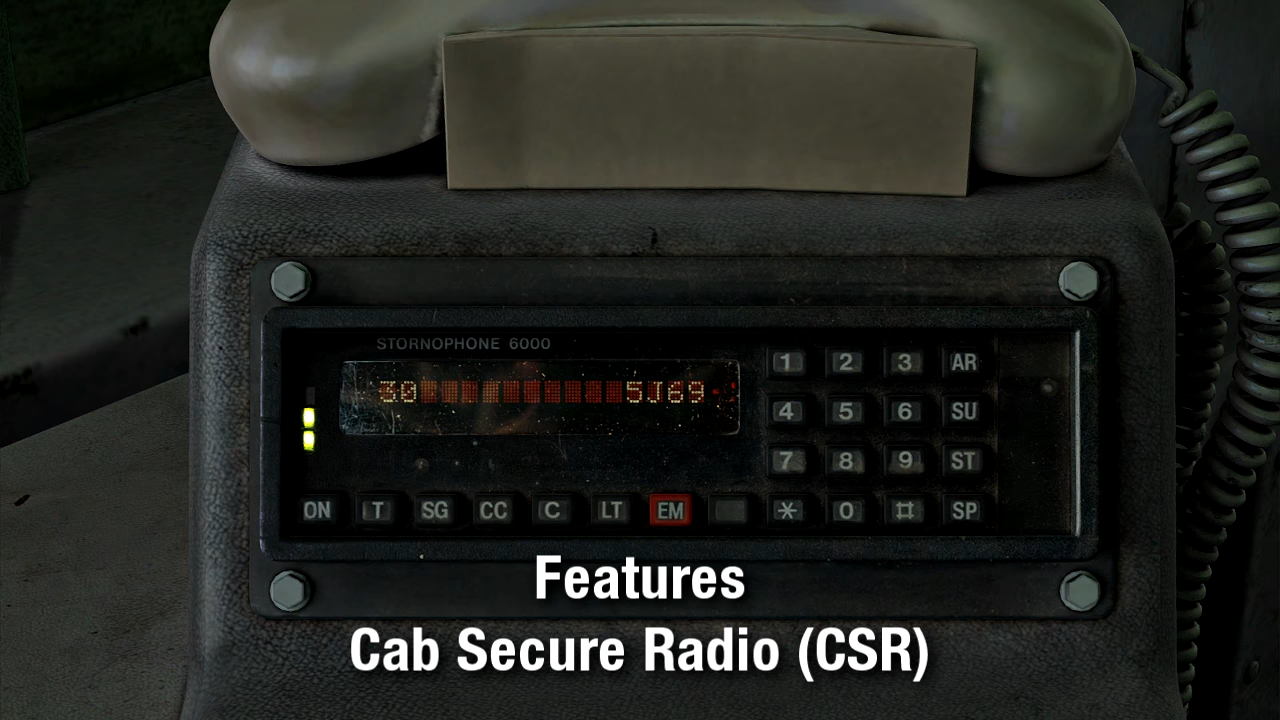 STORNOPHONE 6000
30 5J69
1 2 3 AR
4 5 6 SU
7 8 9 ST
ON T SG CC C LT EM * 0 # SP
Features
Cab Secure Radio (CSR)